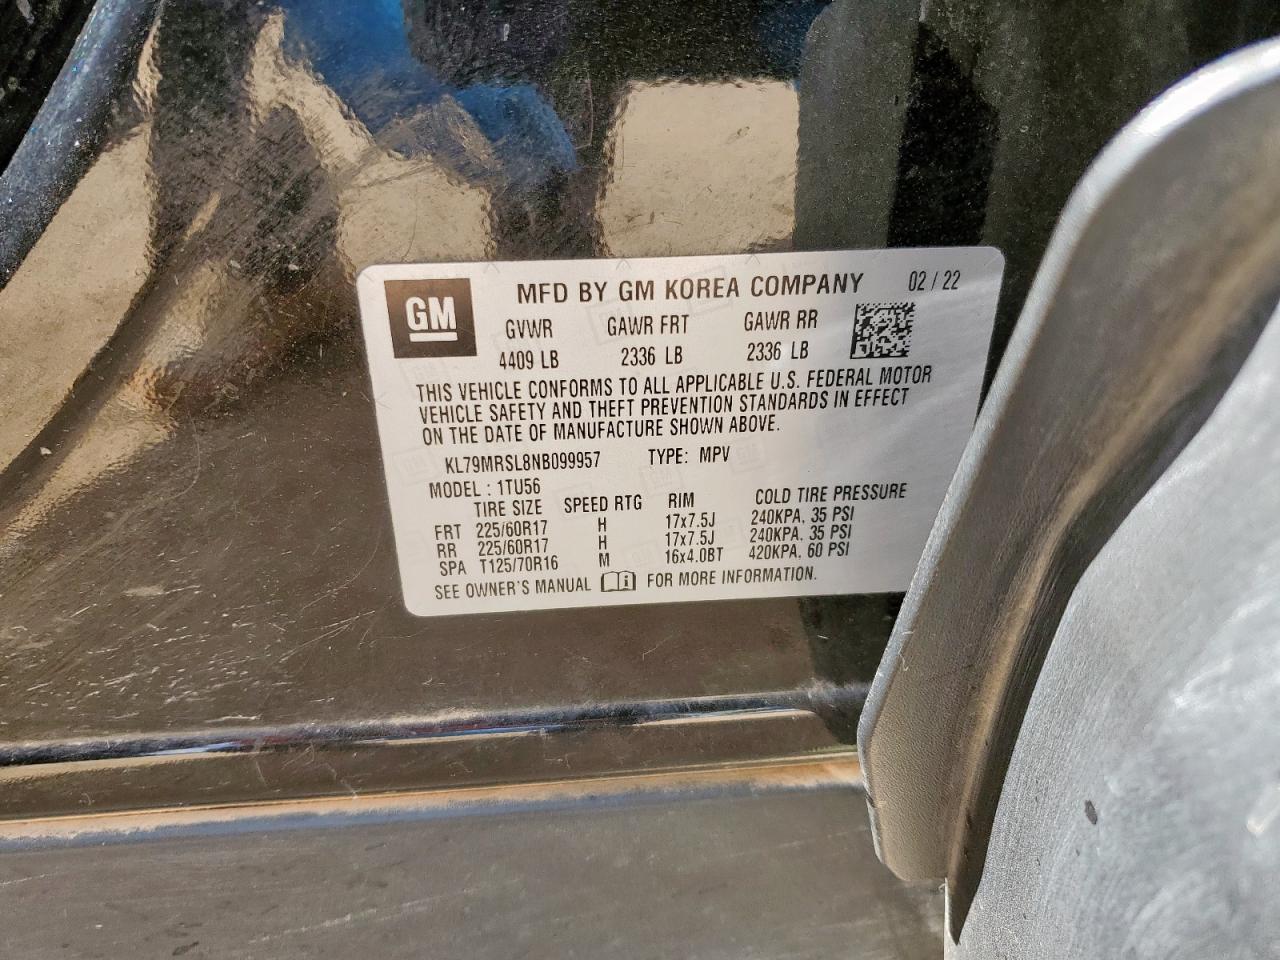 GM
MFD BY GM KOREA COMPANY 02 / 22
GVWR GAWR FRT GAWR RR
4409 LB 2336 LB 2336 LB
THIS VEHICLE CONFORMS TO ALL APPLICABLE U.S. FEDERAL MOTOR
VEHICLE SAFETY AND THEFT PREVENTION STANDARDS IN EFFECT
ON THE DATE OF MANUFACTURE SHOWN ABOVE.
KL79MRSL8NB099957 TYPE: MPV
MODEL : 1TU56
TIRE SIZE SPEED RTG RIM COLD TIRE PRESSURE
FRT 225/60R17 H 17x7.5J 240KPA, 35 PSI
RR 225/60R17 H 17x7.5J 240KPA, 35 PSI
SPA T125/70R16 M 16x4.0BT 420KPA, 60 PSI
SEE OWNER'S MANUAL FOR MORE INFORMATION.